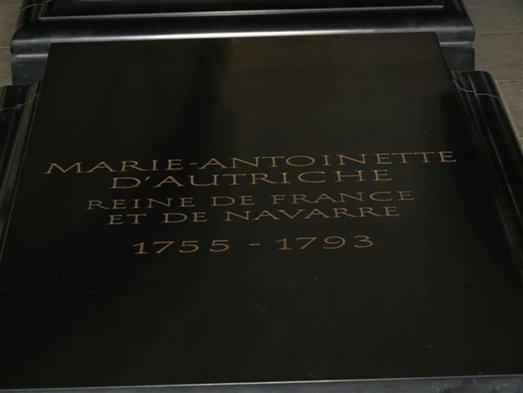 MARIE-ANTOINETTE
D'AUTRICHE
REINE DE FRANCE
ET DE NAVARRE
1755 - 1793